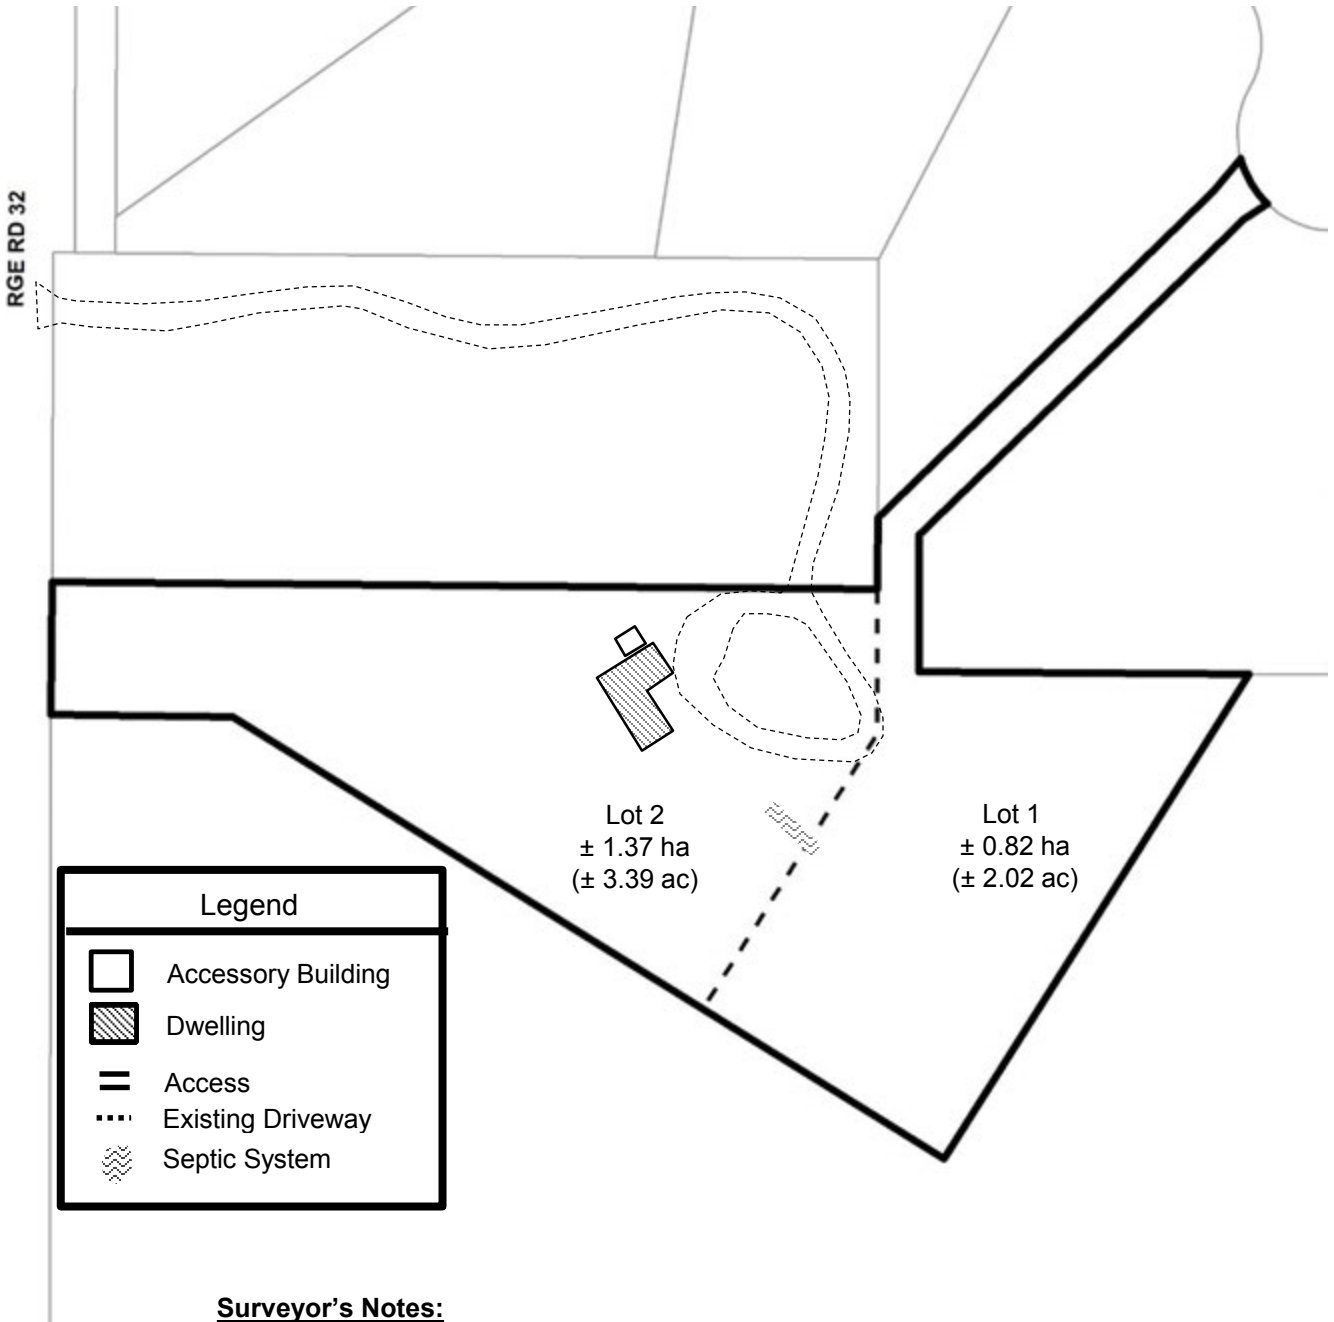 RGE RD 32
Lot 2
± 1.37 ha
(± 3.39 ac)
Lot 1
± 0.82 ha
(± 2.02 ac)
Legend
Accessory Building
Dwelling
Access
Existing Driveway
Septic System
Surveyor's Notes: